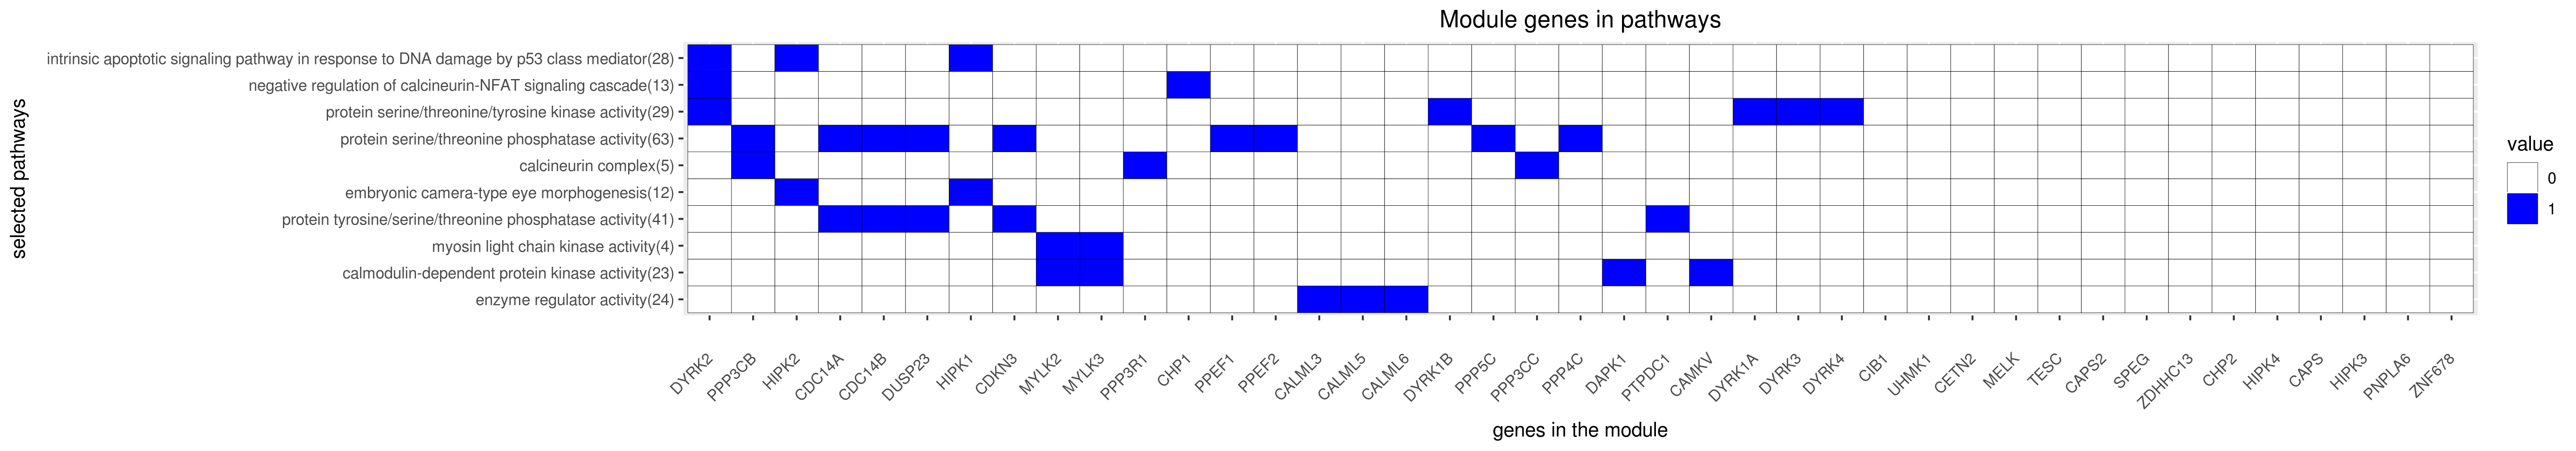 Module genes in pathways
selected pathways
intrinsic apoptotic signaling pathway in response to DNA damage by p53 class mediator(28)
negative regulation of calcineurin-NFAT signaling cascade(13)
protein serine/threonine/tyrosine kinase activity(29)
protein serine/threonine phosphatase activity(63)
calcineurin complex(5)
embryonic camera-type eye morphogenesis(12)
protein tyrosine/serine/threonine phosphatase activity(41)
myosin light chain kinase activity(4)
calmodulin-dependent protein kinase activity(23)
enzyme regulator activity(24)
DYRK2
PPP3CB
HIPK2
CDC14A
CDC14B
DUSP23
HIPK1
CDKN3
MYLK2
MYLK3
PPP3R1
CHP1
PPEF1
PPEF2
CALML3
CALML5
CALML6
DYRK1B
PPP5C
PPP3CC
PPP4C
DAPK1
PTPDC1
CAMKV
DYRK1A
DYRK3
DYRK4
CIB1
UHMK1
CETN2
MELK
TESC
CAPS2
SPEG
ZDHHC13
CHP2
HIPK4
CAPS
HIPK3
PNPLA6
ZNF678
genes in the module
value
0
1